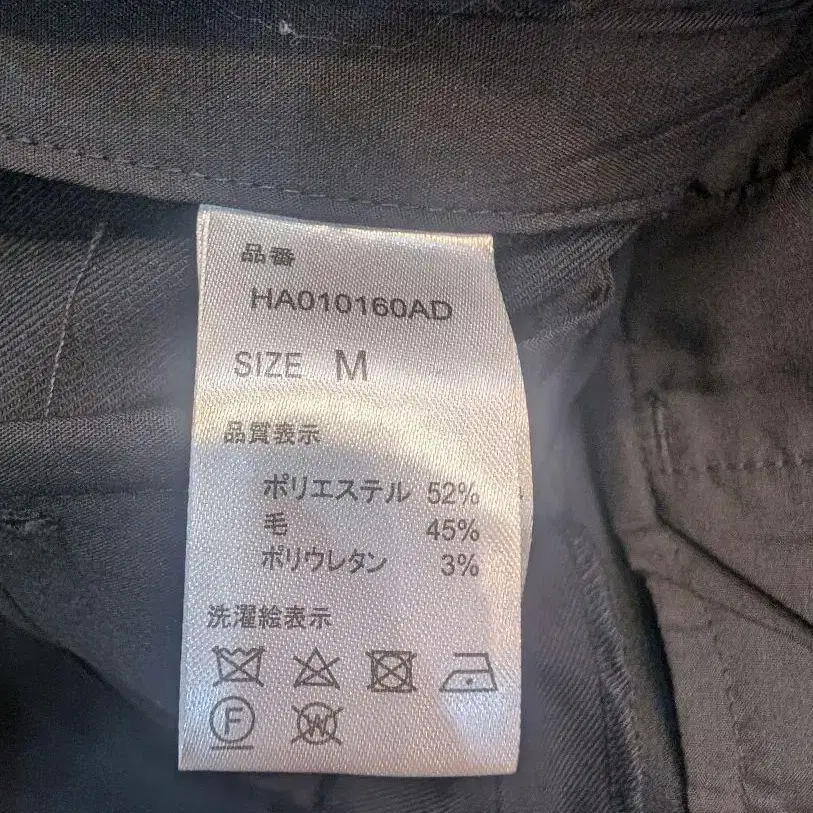 品番
HA010160AD
SIZE M
品質表示
ポリエステル 52%
毛 45%
ポリウレタン 3%
洗濯絵表示
F W